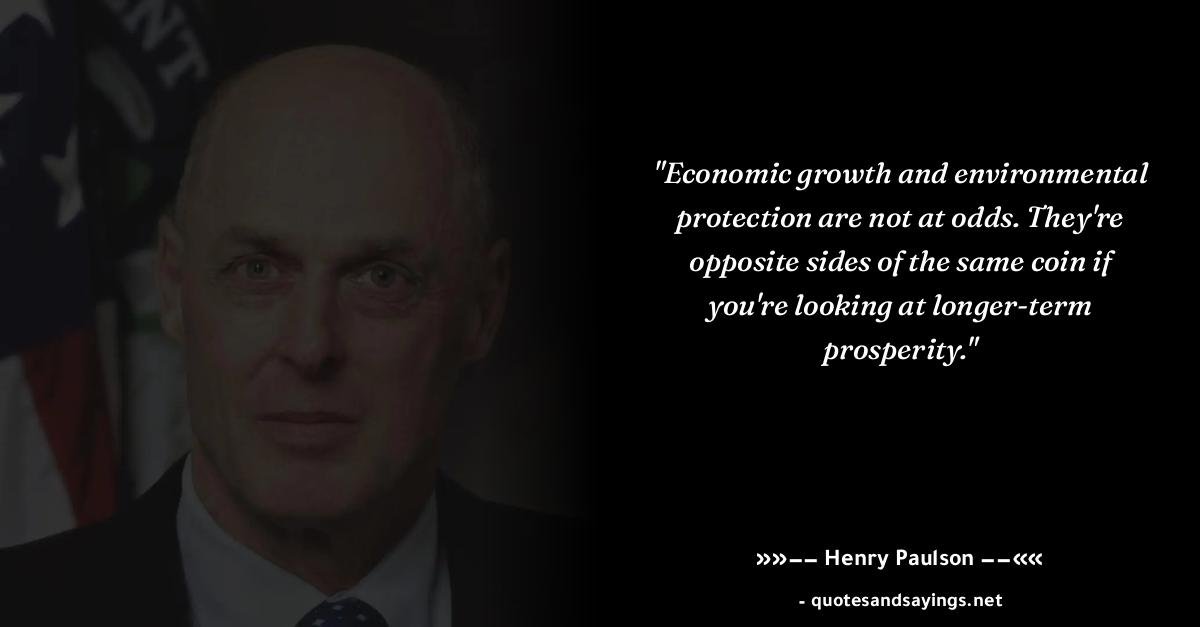 "Economic growth and environmental
protection are not at odds. They're
opposite sides of the same coin if
you're looking at longer-term
prosperity."
»»−− Henry Paulson −−««
- quotesandsayings.net